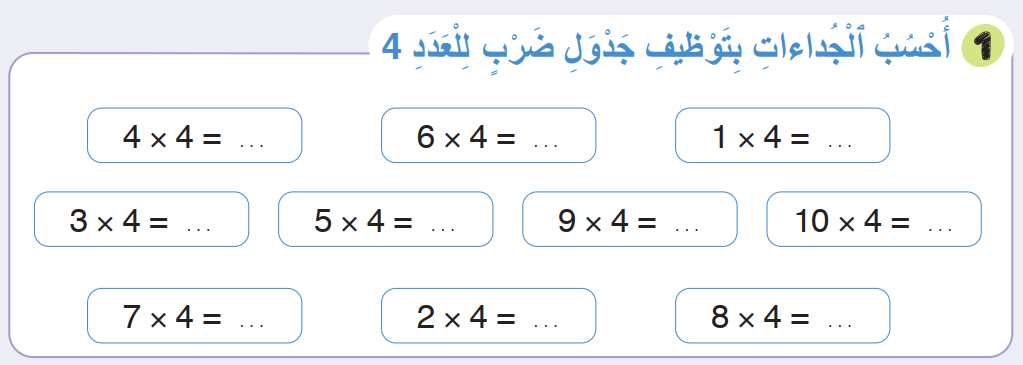 1 أُحْسُبُ ٱلْجُداءاتِ بِتَوْظيفِ جَدْوَلِ ضَرْبٍ لِلْعَدَدِ 4
4 × 4 = ... 6 × 4 = ... 1 × 4 = ...
3 × 4 = ... 5 × 4 = ... 9 × 4 = ... 10 × 4 = ...
7 × 4 = ... 2 × 4 = ... 8 × 4 = ...